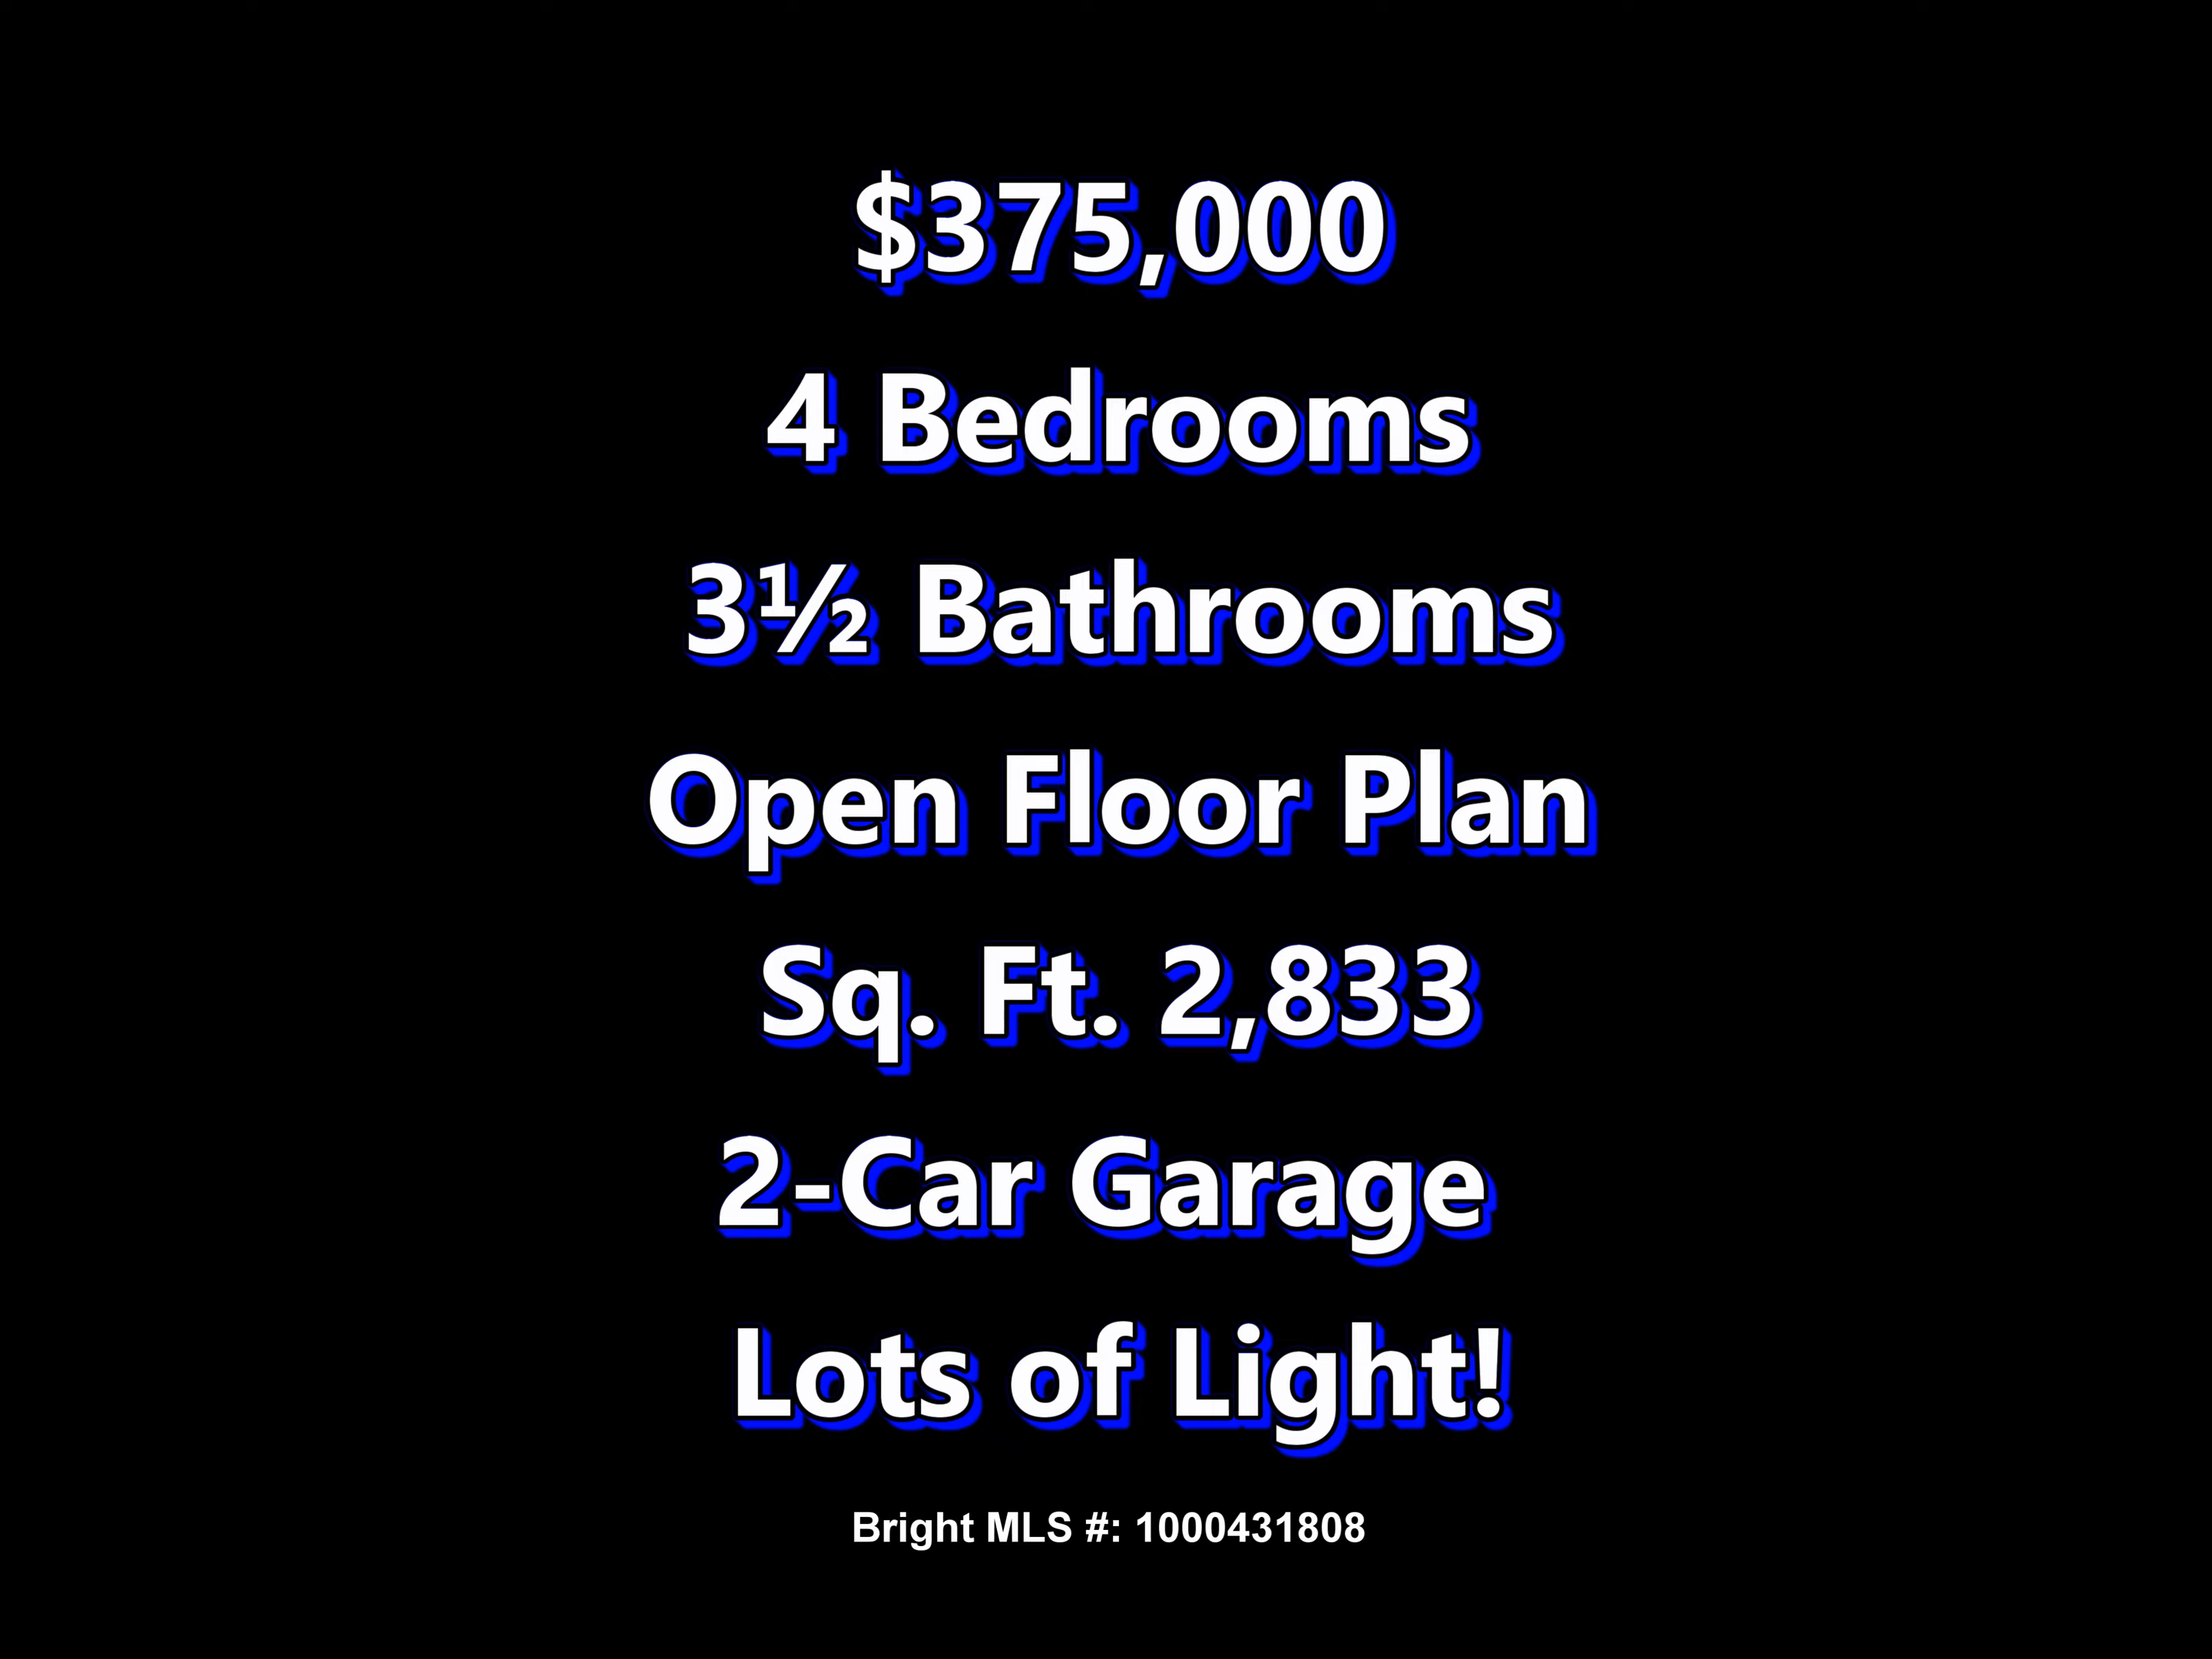 $375,000
4 Bedrooms
3½ Bathrooms
Open Floor Plan
Sq. Ft. 2,833
2-Car Garage
Lots of Light!
Bright MLS #: 1000431808